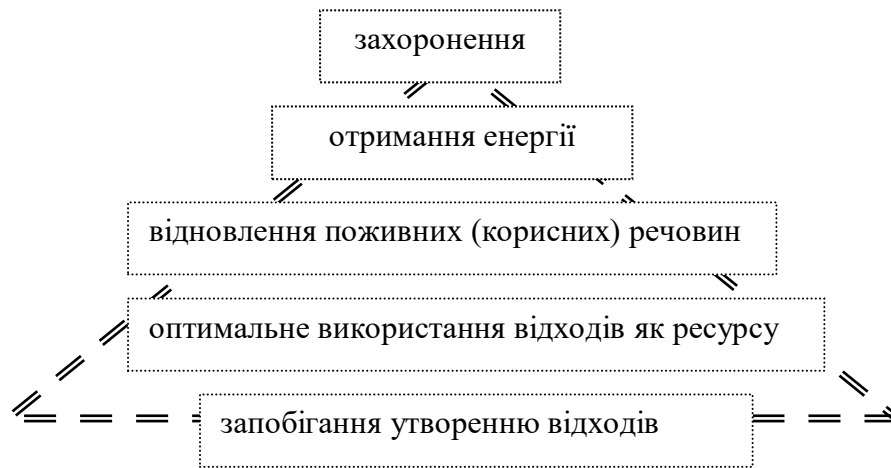 захоронення
отримання енергії
відновлення поживних (корисних) речовин
оптимальне використання відходів як ресурсу
запобігання утворенню відходів